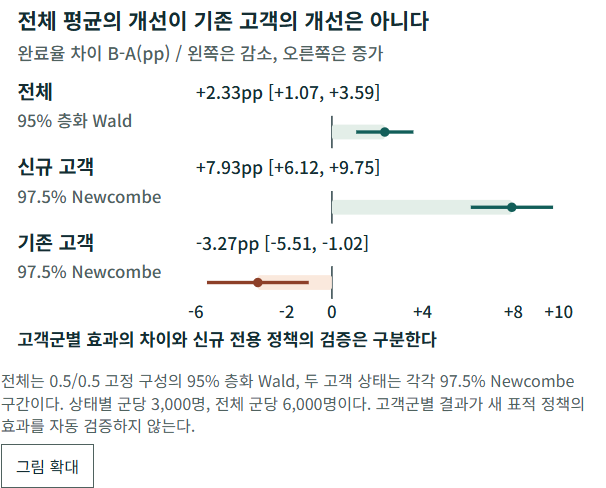 전체 평균의 개선이 기존 고객의 개선은 아니다
완료율 차이 B-A(pp) / 왼쪽은 감소, 오른쪽은 증가
전체 +2.33pp [+1.07, +3.59]
95% 층화 Wald
신규 고객 +7.93pp [+6.12, +9.75]
97.5% Newcombe
기존 고객 -3.27pp [-5.51, -1.02]
97.5% Newcombe
-6 -2 0 +4 +8 +10
고객군별 효과의 차이와 신규 전용 정책의 검증은 구분한다
전체는 0.5/0.5 고정 구성의 95% 층화 Wald, 두 고객 상태는 각각 97.5% Newcombe
구간이다. 상태별 군당 3,000명, 전체 군당 6,000명이다. 고객군별 결과가 새 표적 정책의
효과를 자동 검증하지 않는다.
그림 확대